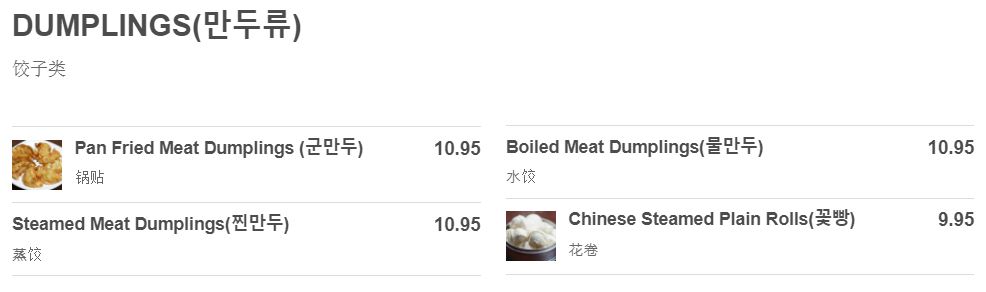 DUMPLINGS(만두류)
饺子类
Pan Fried Meat Dumplings (군만두) 10.95
锅贴
Steamed Meat Dumplings(찐만두) 10.95
蒸饺
Boiled Meat Dumplings(물만두) 10.95
水饺
Chinese Steamed Plain Rolls(꽃빵) 9.95
花卷